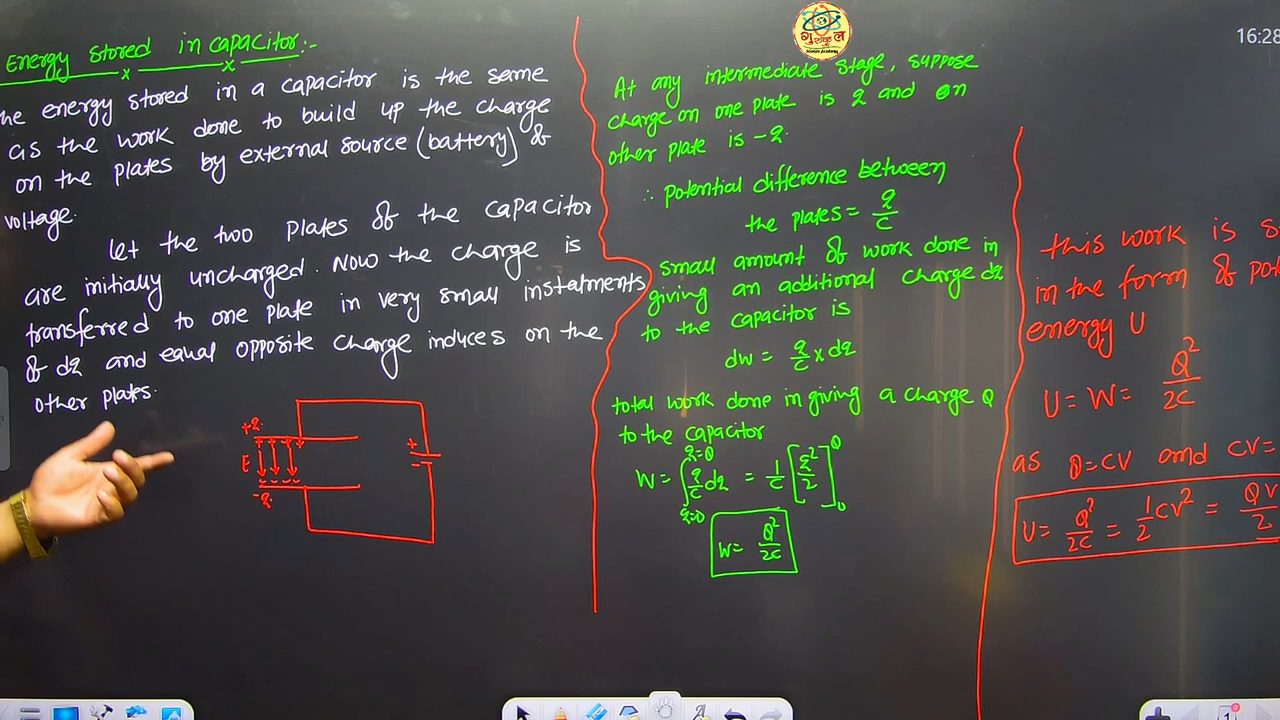 Energy stored in capacitor:-
he energy stored in a capacitor is the same
as the work done to build up the charge
on the plates by external source (battery) of
voltage.
Let the two plates of the capacitor
are initially uncharged. Now the charge is
transferred to one plate in very small instalments
of dq and equal opposite charge induces on the
other plates.
+q
E
-q
+
-
गुरुकुल
Science Academy
At any intermediate stage, suppose
charge on one plate is q and on
other plate is -q.
∴ potential difference between
the plates = q/C
small amount of work done in
giving an additional charge dq
to the capacitor is
dw = q/C x dq
total work done in giving a charge Q
to the capacitor
W = ∫ q=0 q=Q q/C dq = 1/C [q²/2] Q 0
W = Q²/2C
16:28
this work is s
in the form of pot
energy U
U = W = Q²/2C
as Q=CV and CV=
U = Q²/2C = 1/2 CV² = QV/2